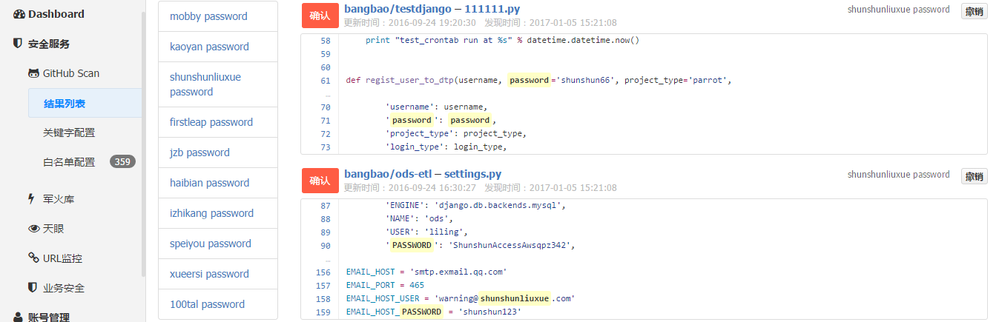 Dashboard
安全服务
GitHub Scan
结果列表
关键字配置
白名单配置 359
军火库
天眼
URL监控
业务安全
账号管理
mobby password
kaoyan password
shunshunliuxue
password
firstleap password
jzb password
haibian password
izhikang password
speiyou password
xueersi password
100tal password
确认 bangbao/testdjango – 111111.py shunshunliuxue password 撤销
更新时间：2016-09-24 19:20:30 发现时间：2017-01-05 15:21:08
58 print "test_crontab run at %s" % datetime.datetime.now()
59
60
61 def regist_user_to_dtp(username, password='shunshun66', project_type='parrot',
…
70 'username': username,
71 'password': password,
72 'project_type': project_type,
73 'login_type': login_type,
确认 bangbao/ods-etl – settings.py shunshunliuxue password 撤销
更新时间：2016-09-24 16:30:27 发现时间：2017-01-05 15:21:08
87 'ENGINE': 'django.db.backends.mysql',
88 'NAME': 'ods',
89 'USER': 'liling',
90 'PASSWORD': 'ShunshunAccessAwsqpz342',
…
156 EMAIL_HOST = 'smtp.exmail.qq.com'
157 EMAIL_PORT = 465
158 EMAIL_HOST_USER = 'warning@shunshunliuxue.com'
159 EMAIL_HOST_PASSWORD = 'shunshun123'